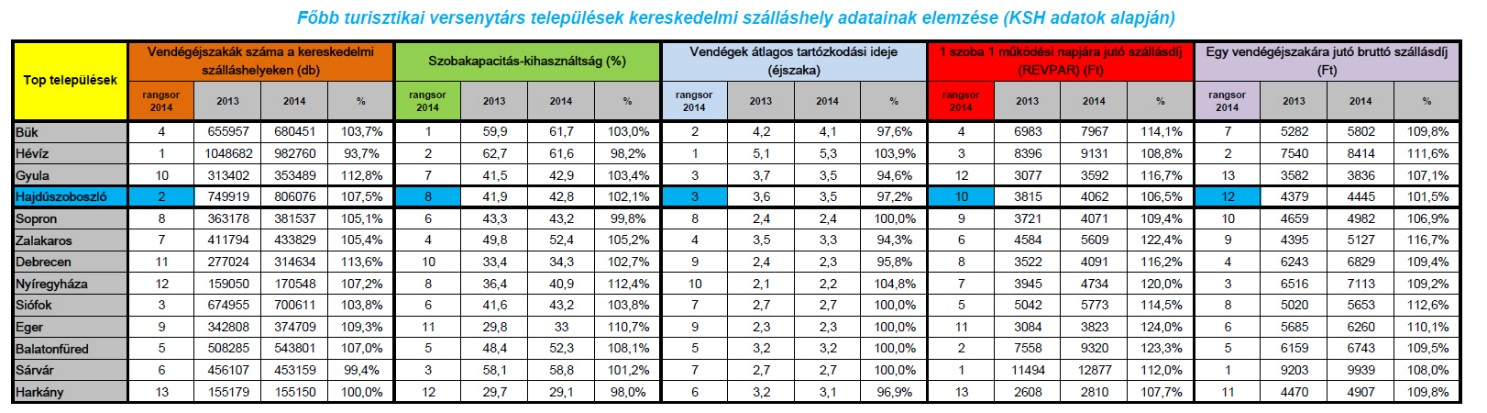 Főbb turisztikai versenytárs települések kereskedelmi szálláshely adatainak elemzése (KSH adatok alapján)
Top települések
Vendégéjszakák száma a kereskedelmi szálláshelyeken (db)
Szobakapacitás-kihasználtság (%)
Vendégek átlagos tartózkodási ideje (éjszaka)
1 szoba 1 működési napjára jutó szállásdíj (REVPAR) (Ft)
Egy vendégéjszakára jutó bruttó szállásdíj (Ft)
rangsor 2014 2013 2014 % rangsor 2014 2013 2014 % rangsor 2014 2013 2014 % rangsor 2014 2013 2014 % rangsor 2014 2013 2014 %
Bük 4 655957 680451 103,7% 1 59,9 61,7 103,0% 2 4,2 4,1 97,6% 4 6983 7967 114,1% 7 5282 5802 109,8%
Hévíz 1 1048682 982760 93,7% 2 62,7 61,6 98,2% 1 5,1 5,3 103,9% 3 8396 9131 108,8% 2 7540 8414 111,6%
Gyula 10 313402 353489 112,8% 7 41,5 42,9 103,4% 3 3,7 3,5 94,6% 12 3077 3592 116,7% 13 3582 3836 107,1%
Hajdúszoboszló 2 749919 806076 107,5% 8 41,9 42,8 102,1% 3 3,6 3,5 97,2% 10 3815 4062 106,5% 12 4379 4445 101,5%
Sopron 8 363178 381537 105,1% 6 43,3 43,2 99,8% 8 2,4 2,4 100,0% 9 3721 4071 109,4% 10 4659 4982 106,9%
Zalakaros 7 411794 433829 105,4% 4 49,8 52,4 105,2% 4 3,5 3,3 94,3% 6 4584 5609 122,4% 9 4395 5127 116,7%
Debrecen 11 277024 314634 113,6% 10 33,4 34,3 102,7% 9 2,4 2,3 95,8% 8 3522 4091 116,2% 4 6243 6829 109,4%
Nyíregyháza 12 159050 170548 107,2% 8 36,4 40,9 112,4% 10 2,1 2,2 104,8% 7 3945 4734 120,0% 3 6516 7113 109,2%
Siófok 3 674955 700611 103,8% 6 41,6 43,2 103,8% 7 2,7 2,7 100,0% 5 5042 5773 114,5% 8 5020 5653 112,6%
Eger 9 342808 374709 109,3% 11 29,8 33 110,7% 9 2,3 2,3 100,0% 11 3084 3823 124,0% 6 5685 6260 110,1%
Balatonfüred 5 508285 543801 107,0% 5 48,4 52,3 108,1% 5 3,2 3,2 100,0% 2 7558 9320 123,3% 5 6159 6743 109,5%
Sárvár 6 456107 453159 99,4% 3 58,1 58,8 101,2% 7 2,7 2,7 100,0% 1 11494 12877 112,0% 1 9203 9939 108,0%
Harkány 13 155179 155150 100,0% 12 29,7 29,1 98,0% 6 3,2 3,1 96,9% 13 2608 2810 107,7% 11 4470 4907 109,8%